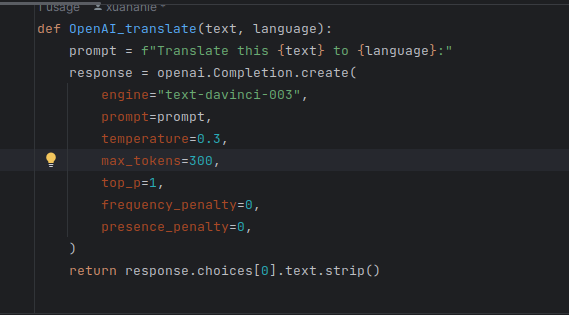 1 usage xuananie
def OpenAI_translate(text, language):
    prompt = f"Translate this {text} to {language}:"
    response = openai.Completion.create(
        engine="text-davinci-003",
        prompt=prompt,
        temperature=0.3,
        max_tokens=300,
        top_p=1,
        frequency_penalty=0,
        presence_penalty=0,
    )
    return response.choices[0].text.strip()